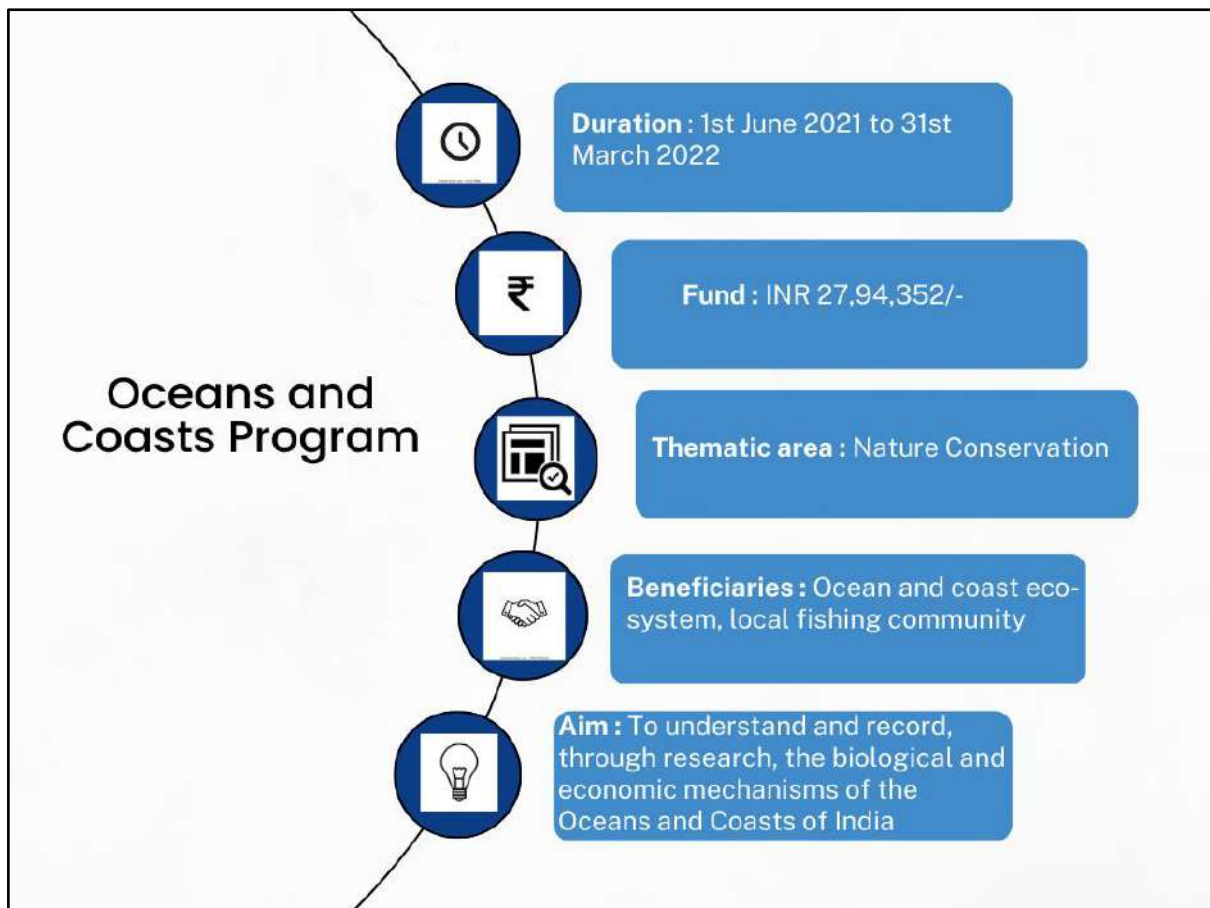 Oceans and
Coasts Program
Duration : 1st June 2021 to 31st
March 2022
₹
Fund : INR 27,94,352/-
Thematic area : Nature Conservation
Beneficiaries : Ocean and coast eco-
system, local fishing community
Aim : To understand and record,
through research, the biological and
economic mechanisms of the
Oceans and Coasts of India